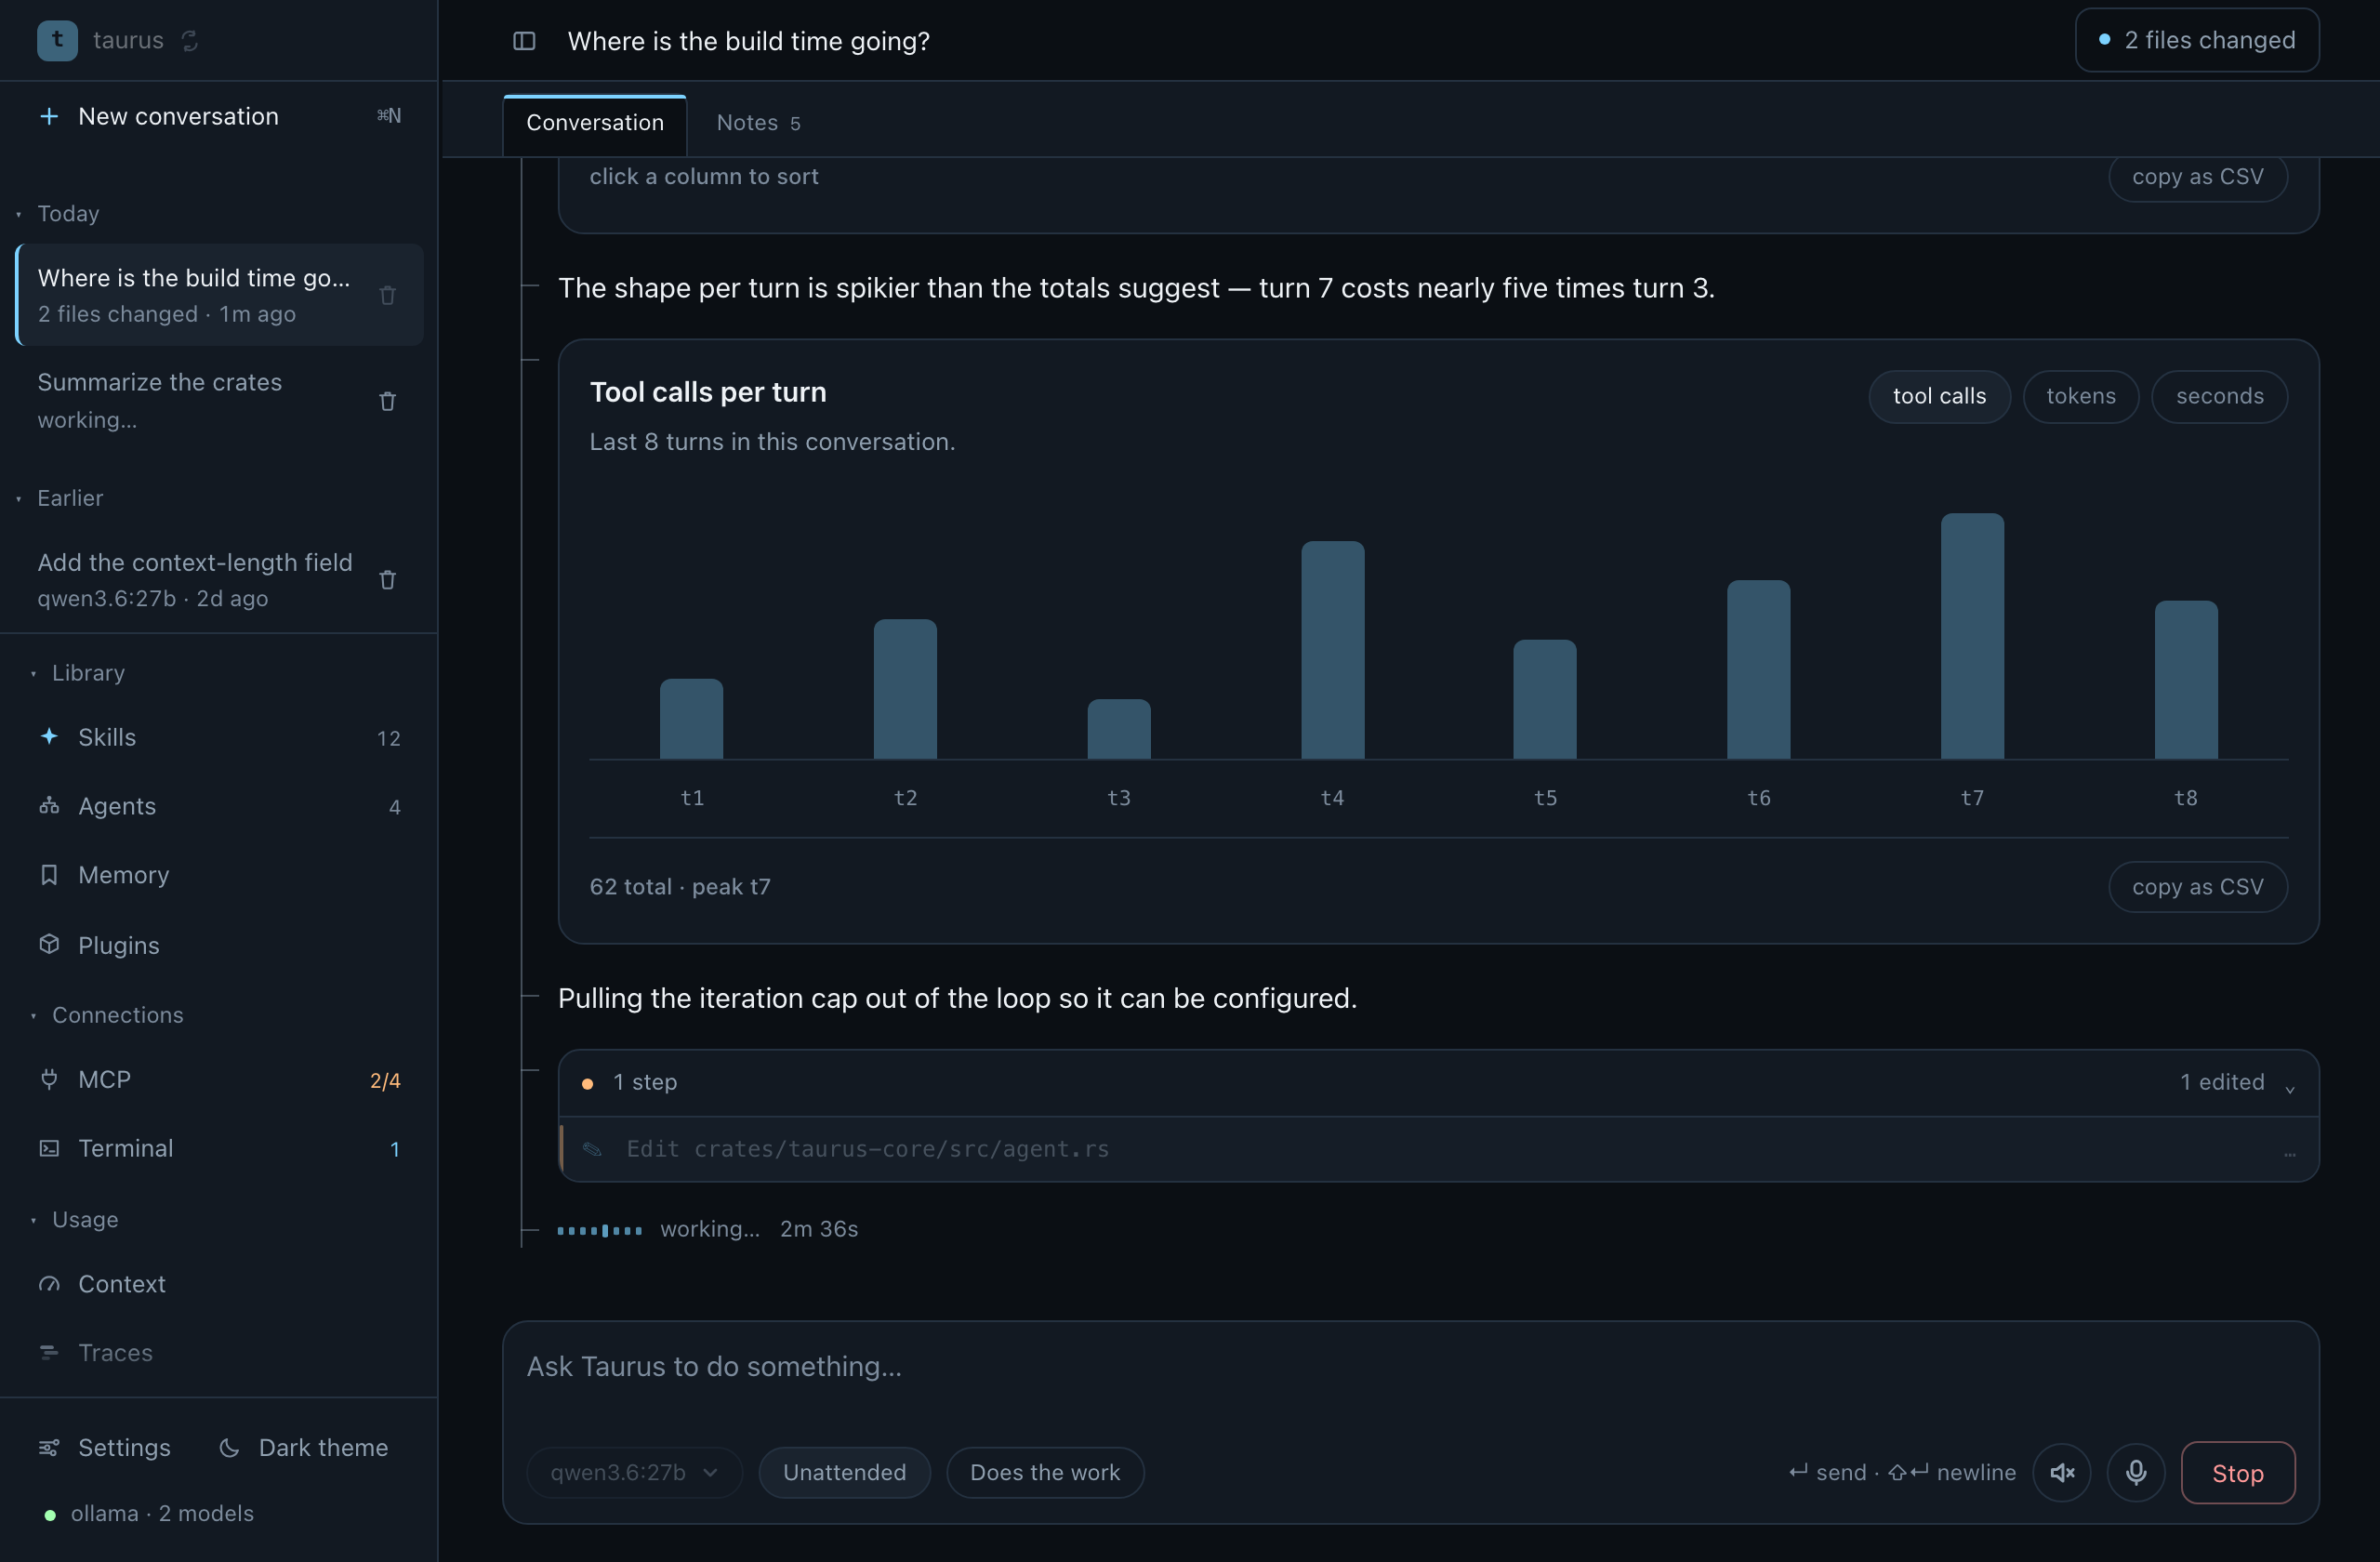 t taurus
New conversation ⌘N
Today
Where is the build time go...
2 files changed · 1m ago
Summarize the crates
working...
Earlier
Add the context-length field
qwen3.6:27b · 2d ago
Library
Skills 12
Agents 4
Memory
Plugins
Connections
MCP 2/4
Terminal 1
Usage
Context
Traces
Settings Dark theme
ollama · 2 models
Where is the build time going?
2 files changed
Conversation Notes 5
click a column to sort copy as CSV
The shape per turn is spikier than the totals suggest — turn 7 costs nearly five times turn 3.
Tool calls per turn tool calls tokens seconds
Last 8 turns in this conversation.
t1 t2 t3 t4 t5 t6 t7 t8
62 total · peak t7 copy as CSV
Pulling the iteration cap out of the loop so it can be configured.
1 step 1 edited
Edit crates/taurus-core/src/agent.rs …
working... 2m 36s
Ask Taurus to do something...
qwen3.6:27b Unattended Does the work ↵ send · ⇧↵ newline Stop